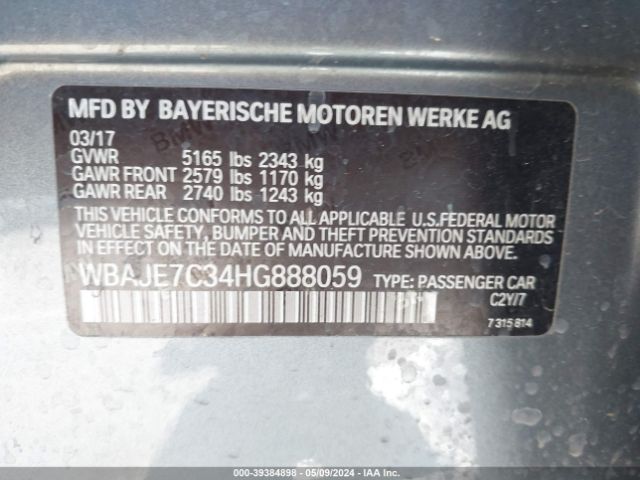 MFD BY BAYERISCHE MOTOREN WERKE AG
03/17
GVWR 5165 lbs 2343 kg
GAWR FRONT 2579 lbs 1170 kg
GAWR REAR 2740 lbs 1243 kg
THIS VEHICLE CONFORMS TO ALL APPLICABLE U.S.FEDERAL MOTOR
VEHICLE SAFETY, BUMPER AND THEFT PREVENTION STANDARDS
IN EFFECT ON THE DATE OF MANUFACTURE SHOWN ABOVE.
WBAJE7C34HG888059 TYPE: PASSENGER CAR
C2Y/7
7 315 814
000-39384898 - 05/09/2024 - IAA Inc.